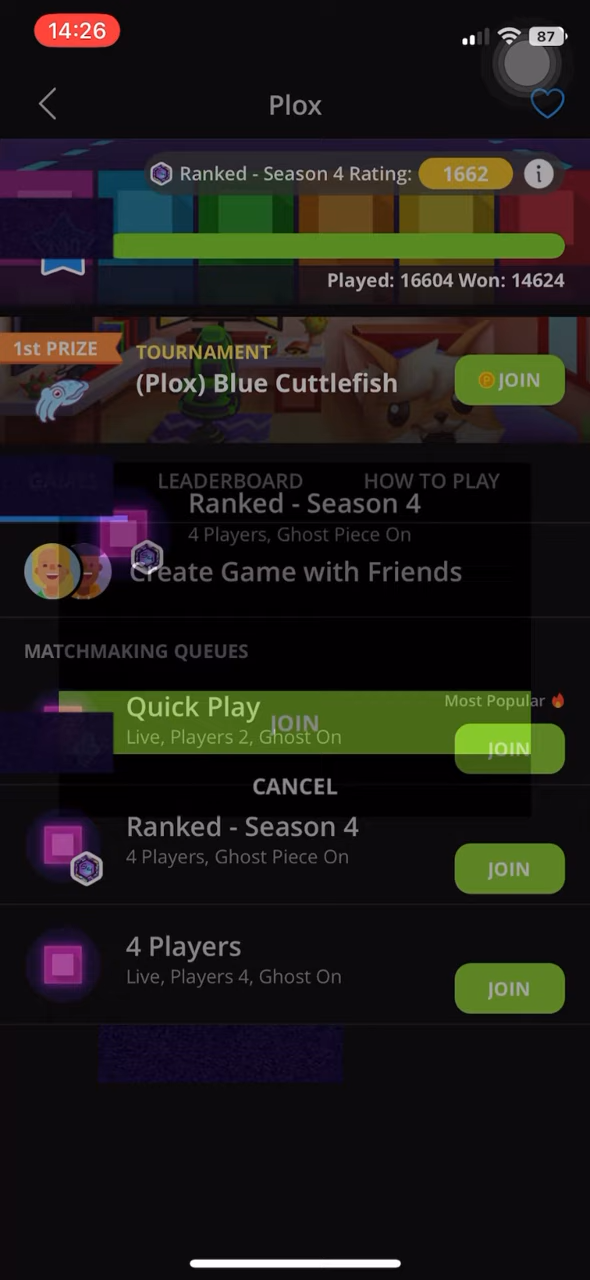 14:26
87
Plox
Ranked - Season 4 Rating: 1662
Played: 16604 Won: 14624
1st PRIZE
TOURNAMENT
(Plox) Blue Cuttlefish
JOIN
GAMES
LEADERBOARD
HOW TO PLAY
Ranked - Season 4
4 Players, Ghost Piece On
Create Game with Friends
MATCHMAKING QUEUES
Most Popular
Quick Play
JOIN
Live, Players 2, Ghost On
JOIN
CANCEL
Ranked - Season 4
4 Players, Ghost Piece On
JOIN
4 Players
Live, Players 4, Ghost On
JOIN